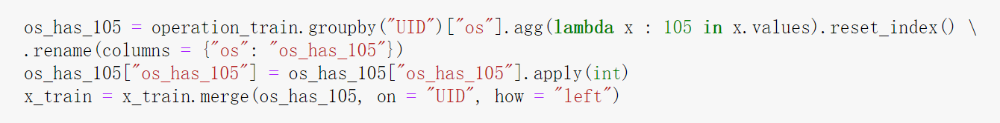 os_has_105 = operation_train.groupby("UID")["os"].agg(lambda x : 105 in x.values).reset_index() \
.rename(columns = {"os": "os_has_105"})
os_has_105["os_has_105"] = os_has_105["os_has_105"].apply(int)
x_train = x_train.merge(os_has_105, on = "UID", how = "left")